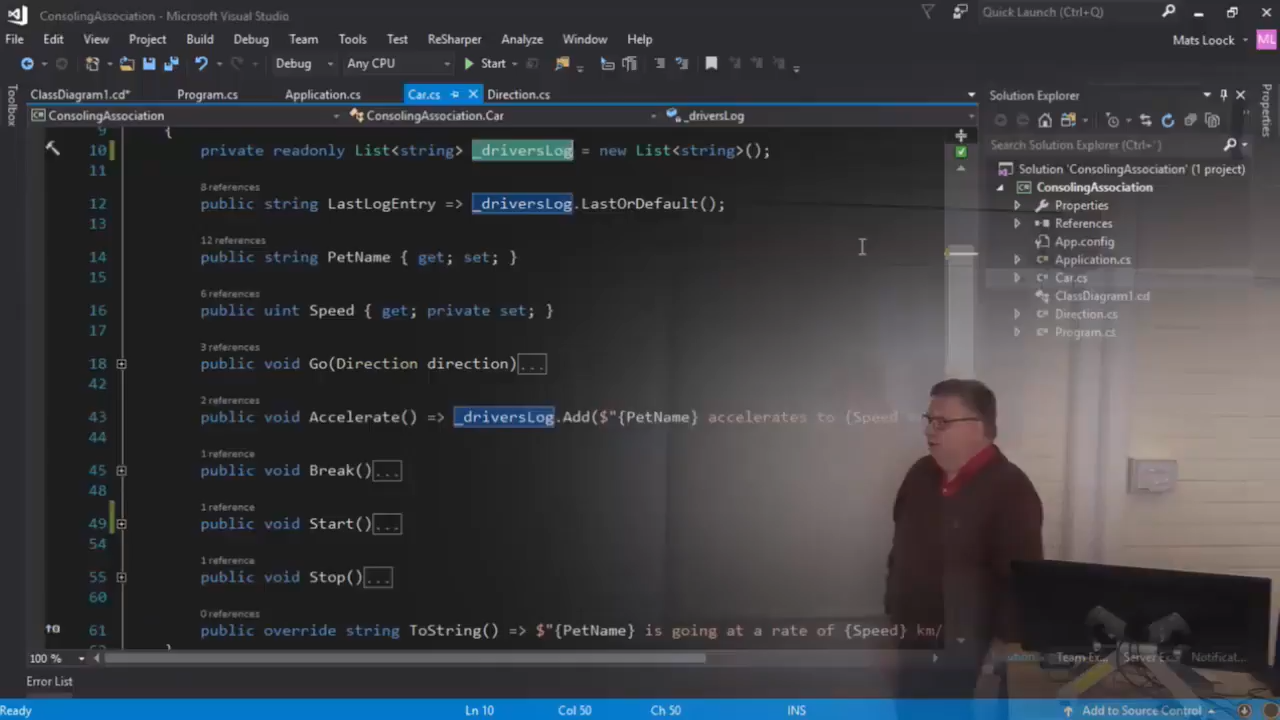 ConsolingAssociation - Microsoft Visual Studio
Quick Launch (Ctrl+Q)
File Edit View Project Build Debug Team Tools Test ReSharper Analyze Window Help
Mats Loock ML
Debug Any CPU Start
Toolbox
ClassDiagram1.cd* Program.cs Application.cs Car.cs Direction.cs
ConsolingAssociation ConsolingAssociation.Car _driversLog
9 {
10 private readonly List<string> _driversLog = new List<string>();
11
8 references
12 public string LastLogEntry => _driversLog.LastOrDefault();
13
12 references
14 public string PetName { get; set; }
15
6 references
16 public uint Speed { get; private set; }
17
3 references
18 public void Go(Direction direction)...
42
2 references
43 public void Accelerate() => _driversLog.Add($"{PetName} accelerates to {Speed =
44
1 reference
45 public void Break()...
48
1 reference
49 public void Start()...
54
1 reference
55 public void Stop()...
60
0 references
61 public override string ToString() => $"{PetName} is going at a rate of {Speed} km/
100 %
Solution Explorer
Search Solution Explorer (Ctrl+
Solution 'ConsolingAssociation' (1 project)
ConsolingAssociation
Properties
References
App.config
Application.cs
Car.cs
ClassDiagram1.cd
Direction.cs
Program.cs
Team Ex... Server Ex... Notificat...
Properties
Error List
Ready Ln 10 Col 50 Ch 50 INS Add to Source Control